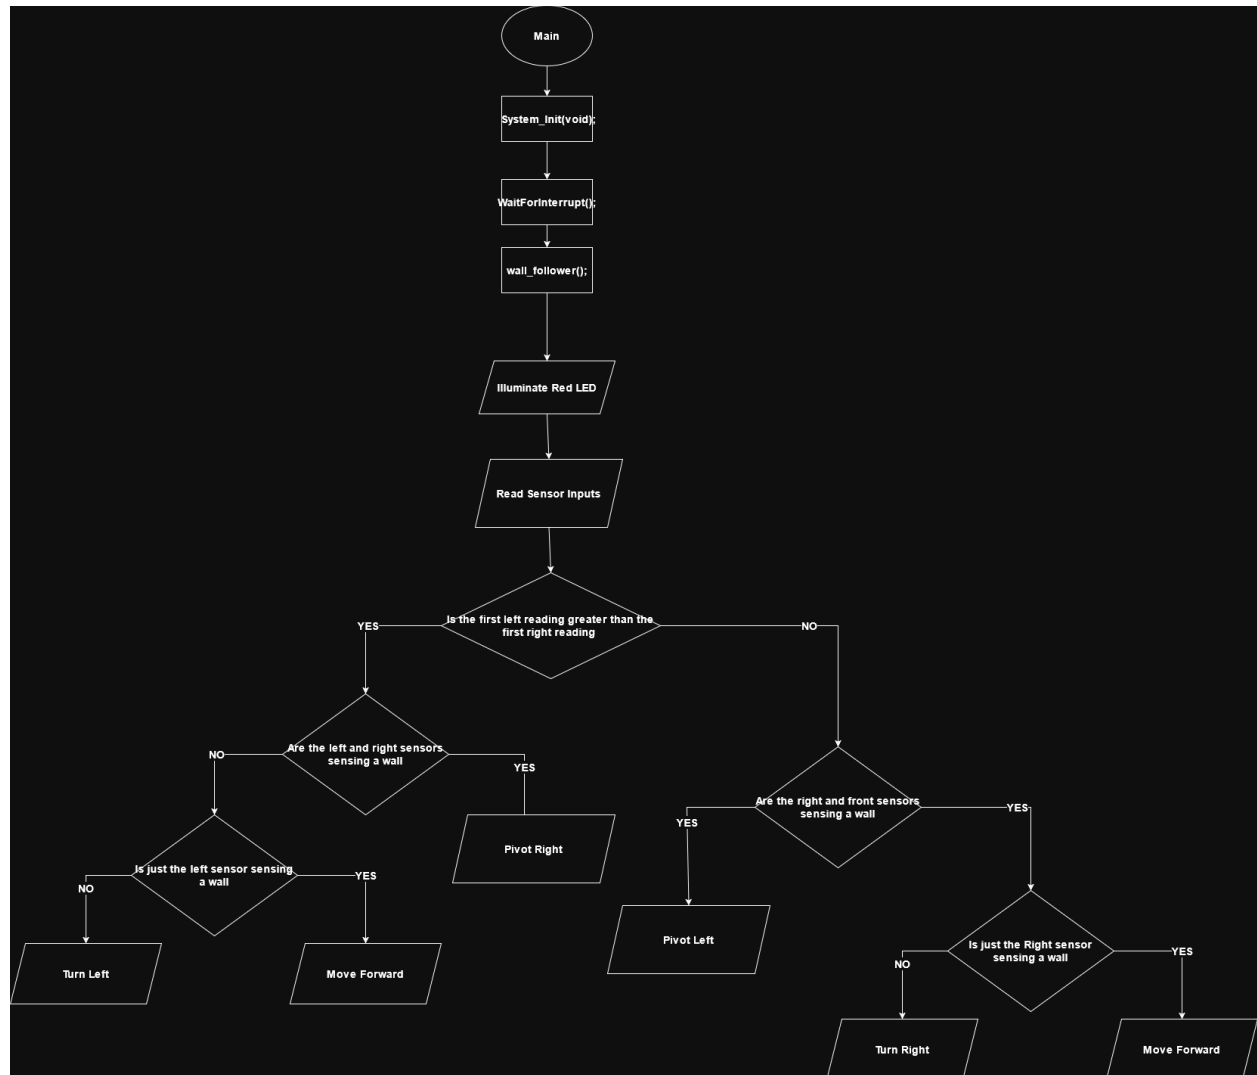 Main
System_Init(void);
WaitForInterrupt();
wall_follower();
Illuminate Red LED
Read Sensor Inputs
Is the first left reading greater than the
first right reading
YES
NO
Are the left and right sensors
sensing a wall
NO
YES
Are the right and front sensors
sensing a wall
YES
YES
Pivot Right
Is just the left sensor sensing
a wall
NO
YES
Pivot Left
Is just the Right sensor
sensing a wall
NO
YES
Turn Left
Move Forward
Turn Right
Move Forward